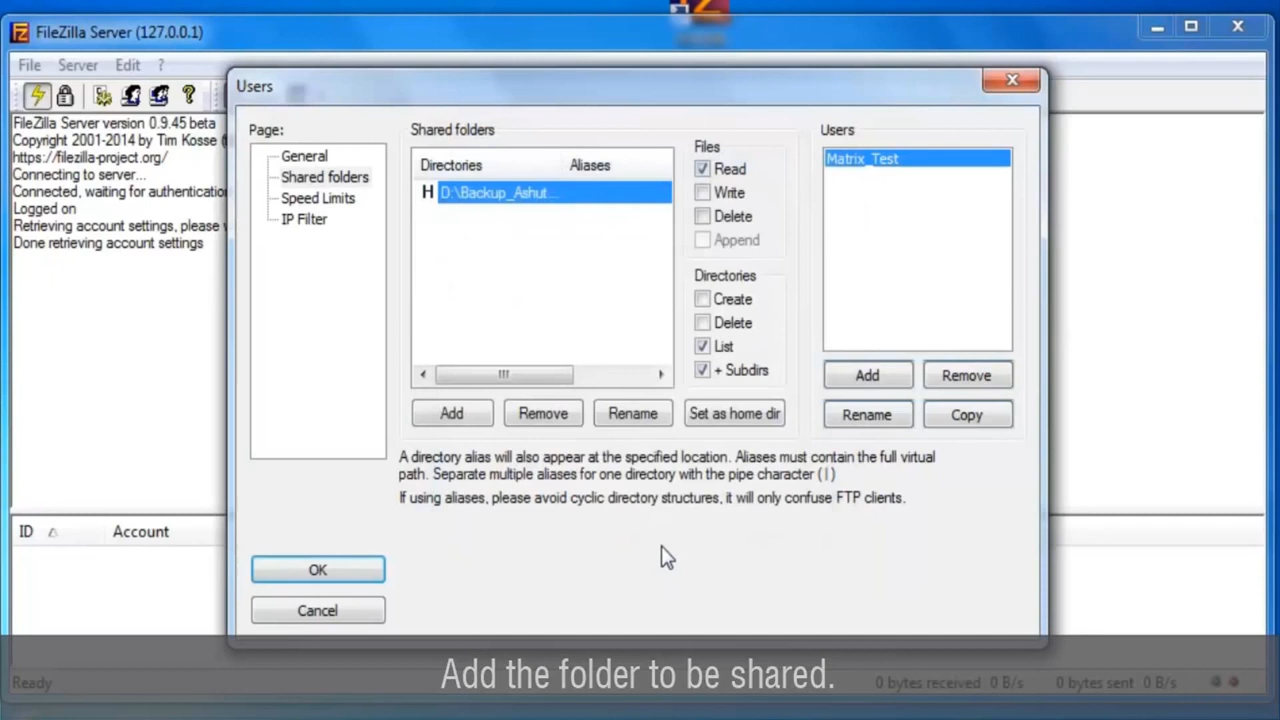 FileZilla Server (127.0.0.1)
File Server Edit ?
FileZilla Server version 0.9.45 beta
Copyright 2001-2014 by Tim Kosse (
https://filezilla-project.org/
Connecting to server...
Connected, waiting for authentication
Logged on
Retrieving account settings, please
Done retrieving account settings
Users
Page:
General
Shared folders
Speed Limits
IP Filter
Shared folders
Directories Aliases
H D:\Backup_Ashut...
Add Remove Rename Set as home dir
Files
Read
Write
Delete
Append
Directories
Create
Delete
List
+ Subdirs
Users
Matrix_Test
Add Remove
Rename Copy
A directory alias will also appear at the specified location. Aliases must contain the full virtual
path. Separate multiple aliases for one directory with the pipe character (|)
If using aliases, please avoid cyclic directory structures, it will only confuse FTP clients.
OK
Cancel
ID Account
Add the folder to be shared.
Ready 0 bytes received 0 B/s 0 bytes sent 0 B/s